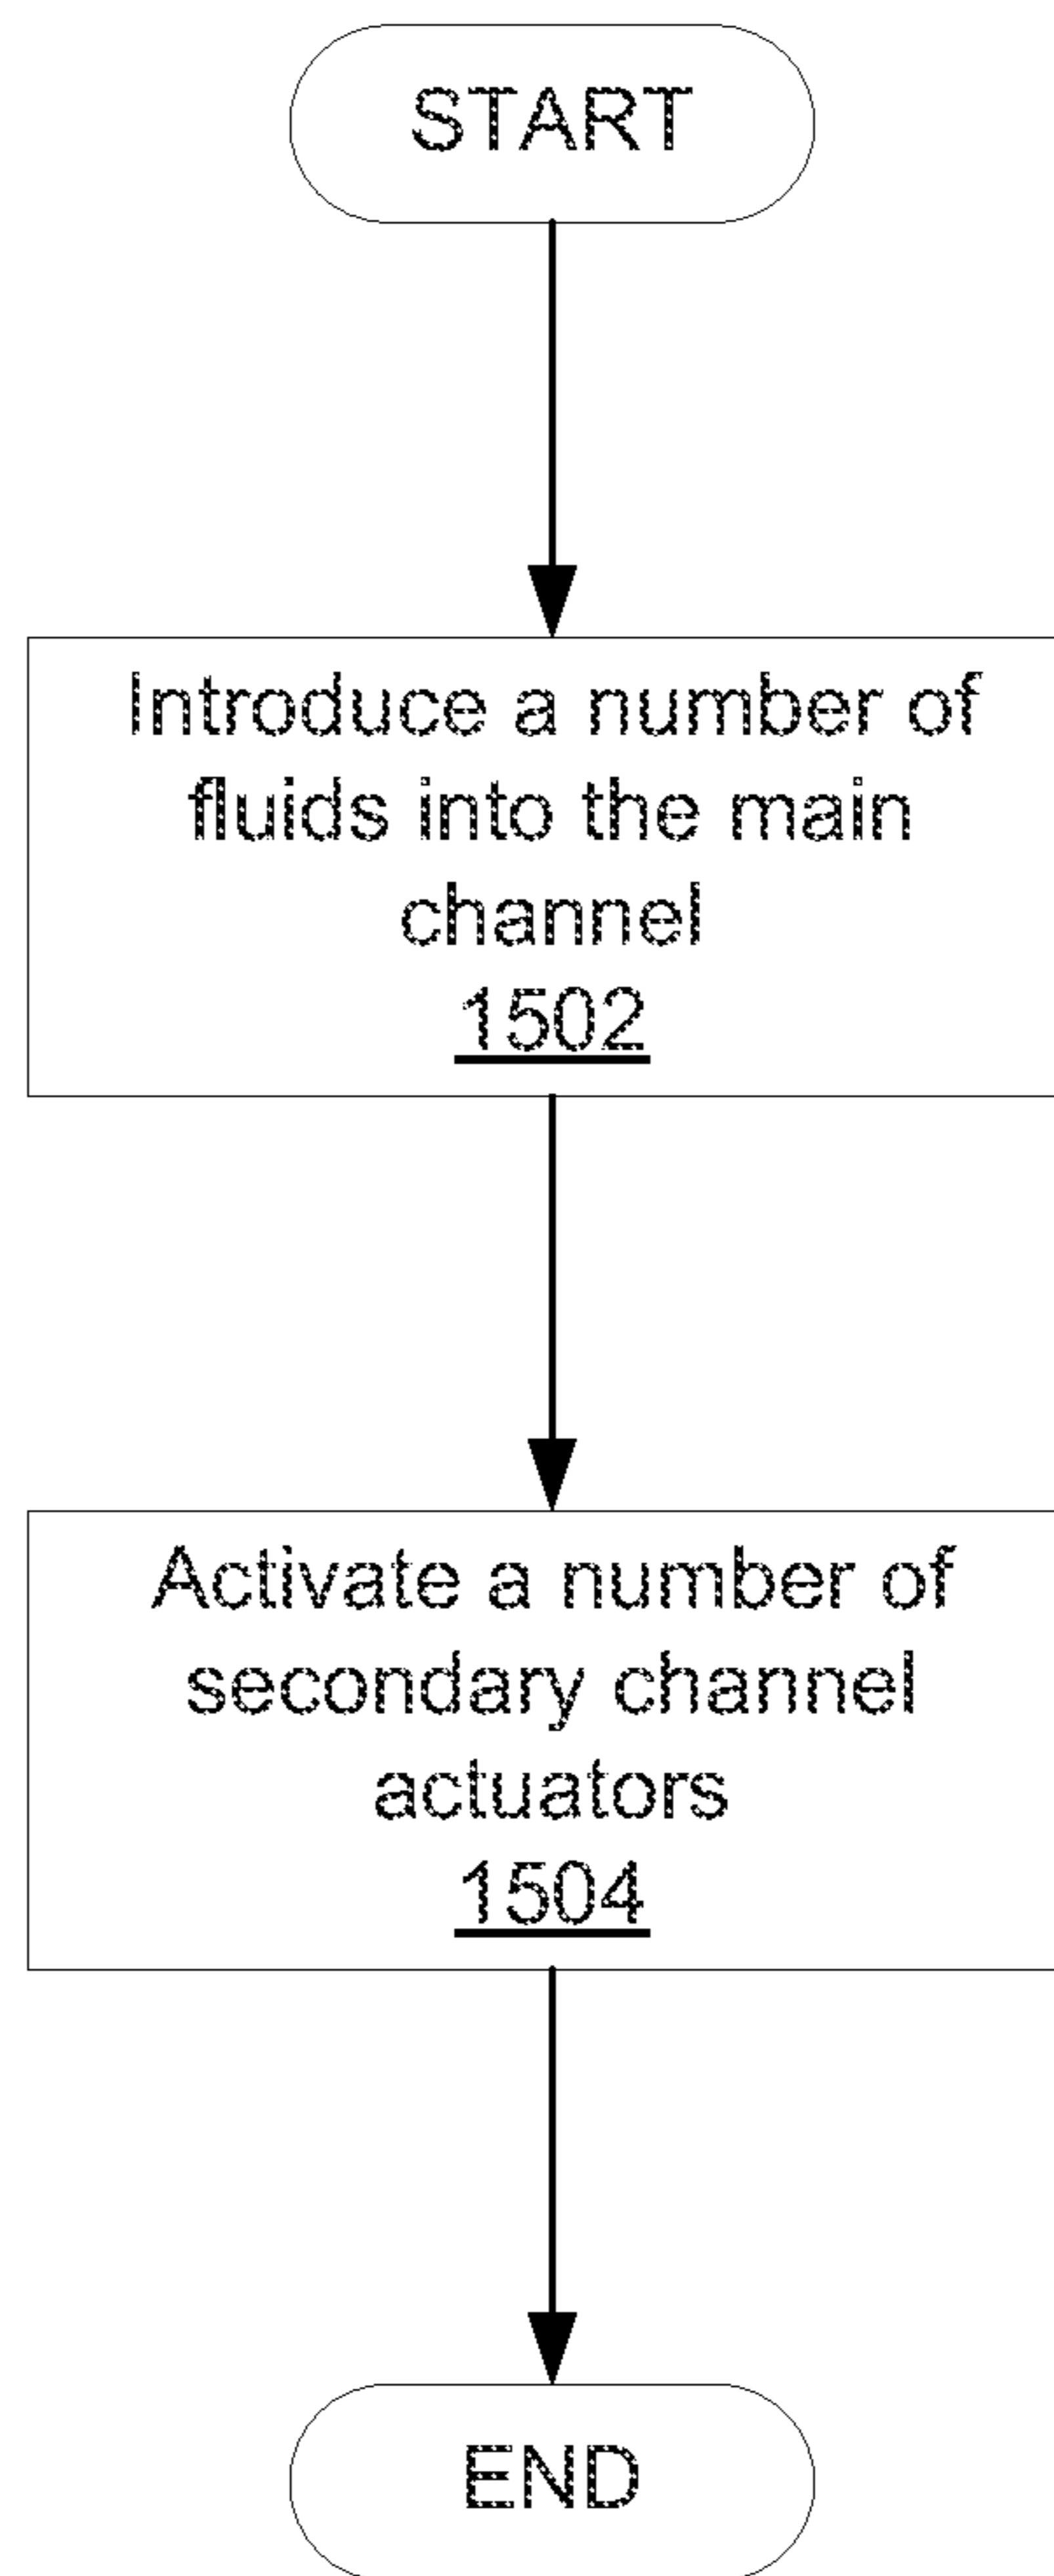 START
Introduce a number of
fluids into the main
channel
1502
Activate a number of
secondary channel
actuators
1504
END